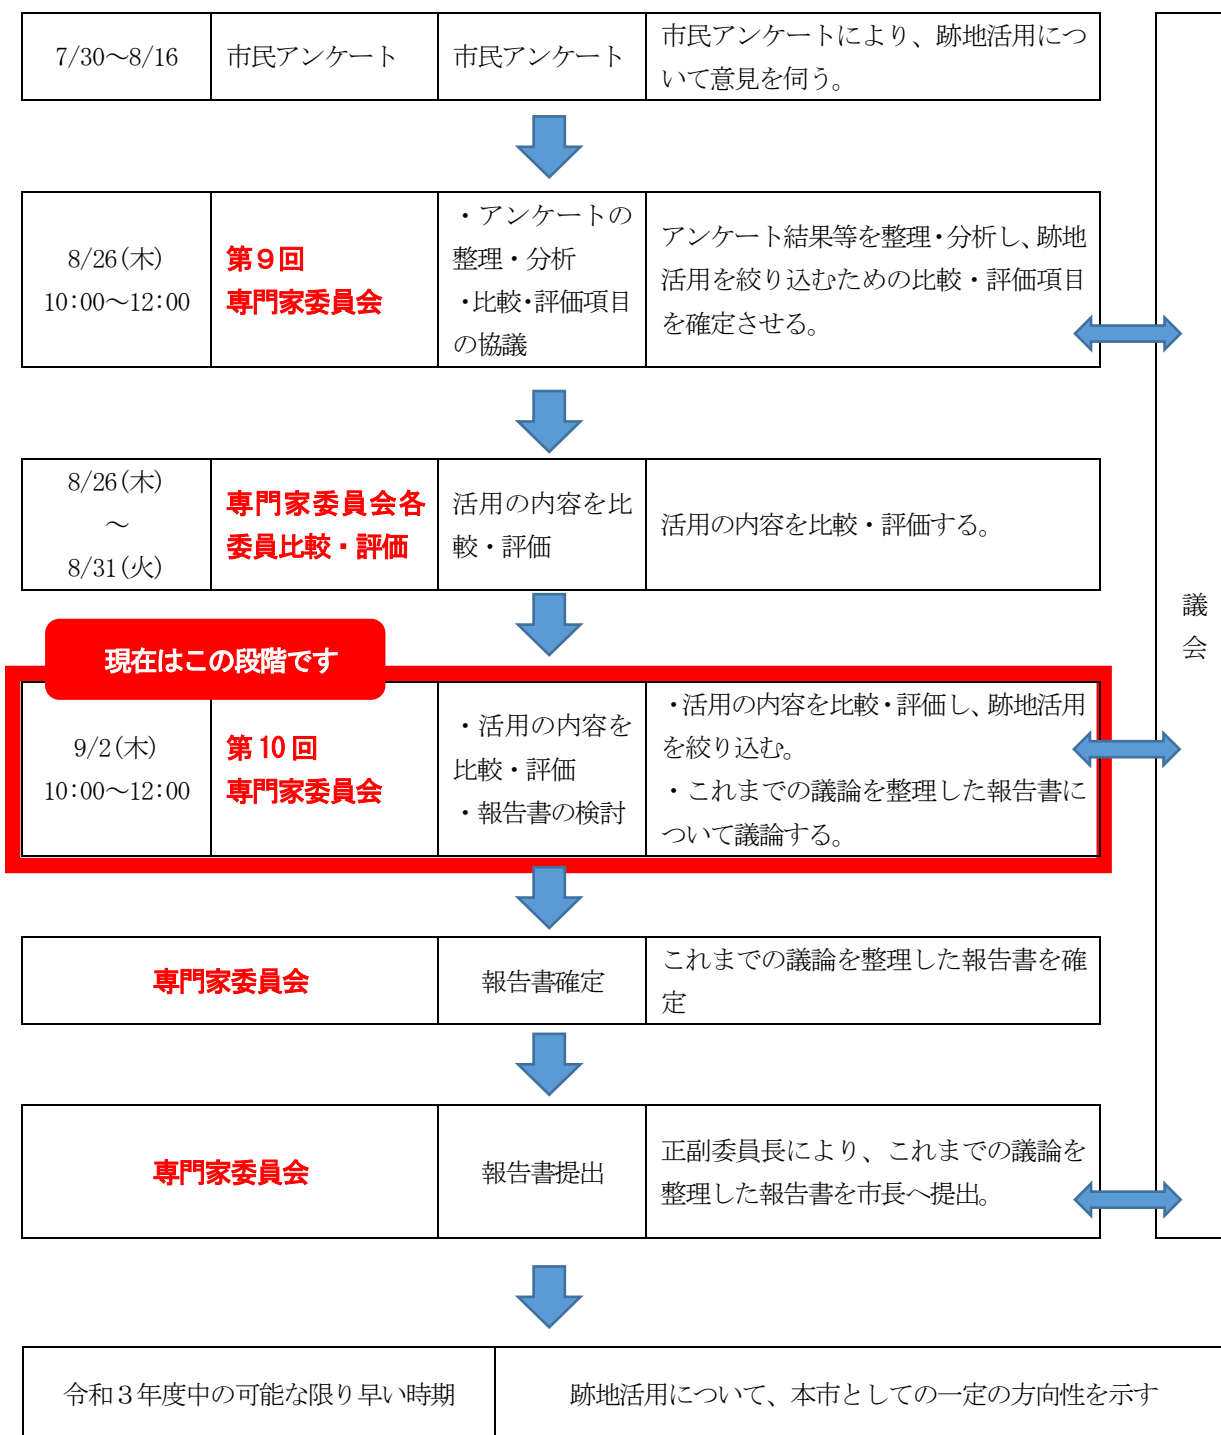 7/30～8/16
市民アンケート
市民アンケート
市民アンケートにより、跡地活用につ
いて意見を伺う。
8/26(木)
10:00～12:00
第９回
専門家委員会
・アンケートの
整理・分析
・比較・評価項目
の協議
アンケート結果等を整理・分析し、跡地
活用を絞り込むための比較・評価項目
を確定させる。
8/26(木)
～
8/31(火)
専門家委員会各
委員比較・評価
活用の内容を比
較・評価
活用の内容を比較・評価する。
議
会
現在はこの段階です
9/2(木)
10:00～12:00
第 10 回
専門家委員会
・活用の内容を
比較・評価
・報告書の検討
・活用の内容を比較・評価し、跡地活用
を絞り込む。
・これまでの議論を整理した報告書に
ついて議論する。
専門家委員会
報告書確定
これまでの議論を整理した報告書を確
定
専門家委員会
報告書提出
正副委員長により、これまでの議論を
整理した報告書を市長へ提出。
令和３年度中の可能な限り早い時期
跡地活用について、本市としての一定の方向性を示す